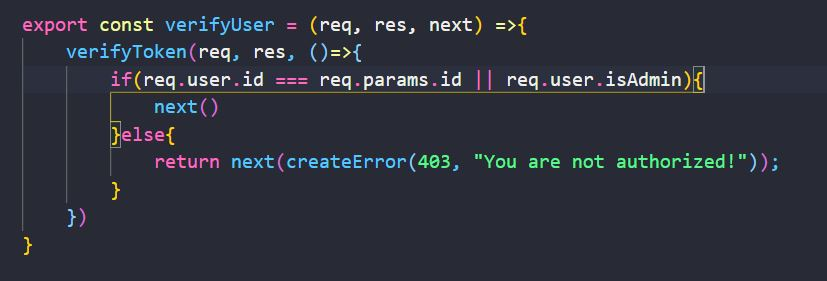 export const verifyUser = (req, res, next) =>{
    verifyToken(req, res, ()=>{
        if(req.user.id === req.params.id || req.user.isAdmin){
            next()
        }else{
            return next(createError(403, "You are not authorized!"));
        }
    })
}